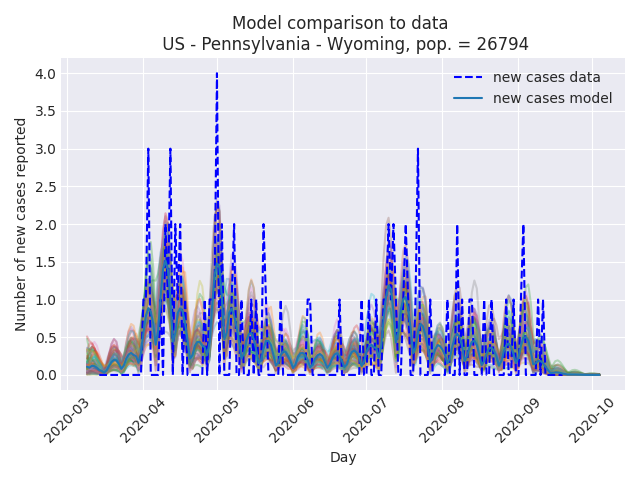 Model comparison to data
US - Pennsylvania - Wyoming, pop. = 26794
new cases data
new cases model
Number of new cases reported
4.0
3.5
3.0
2.5
2.0
1.5
1.0
0.5
0.0
2020-03
2020-04
2020-05
2020-06
2020-07
2020-08
2020-09
2020-10
Day